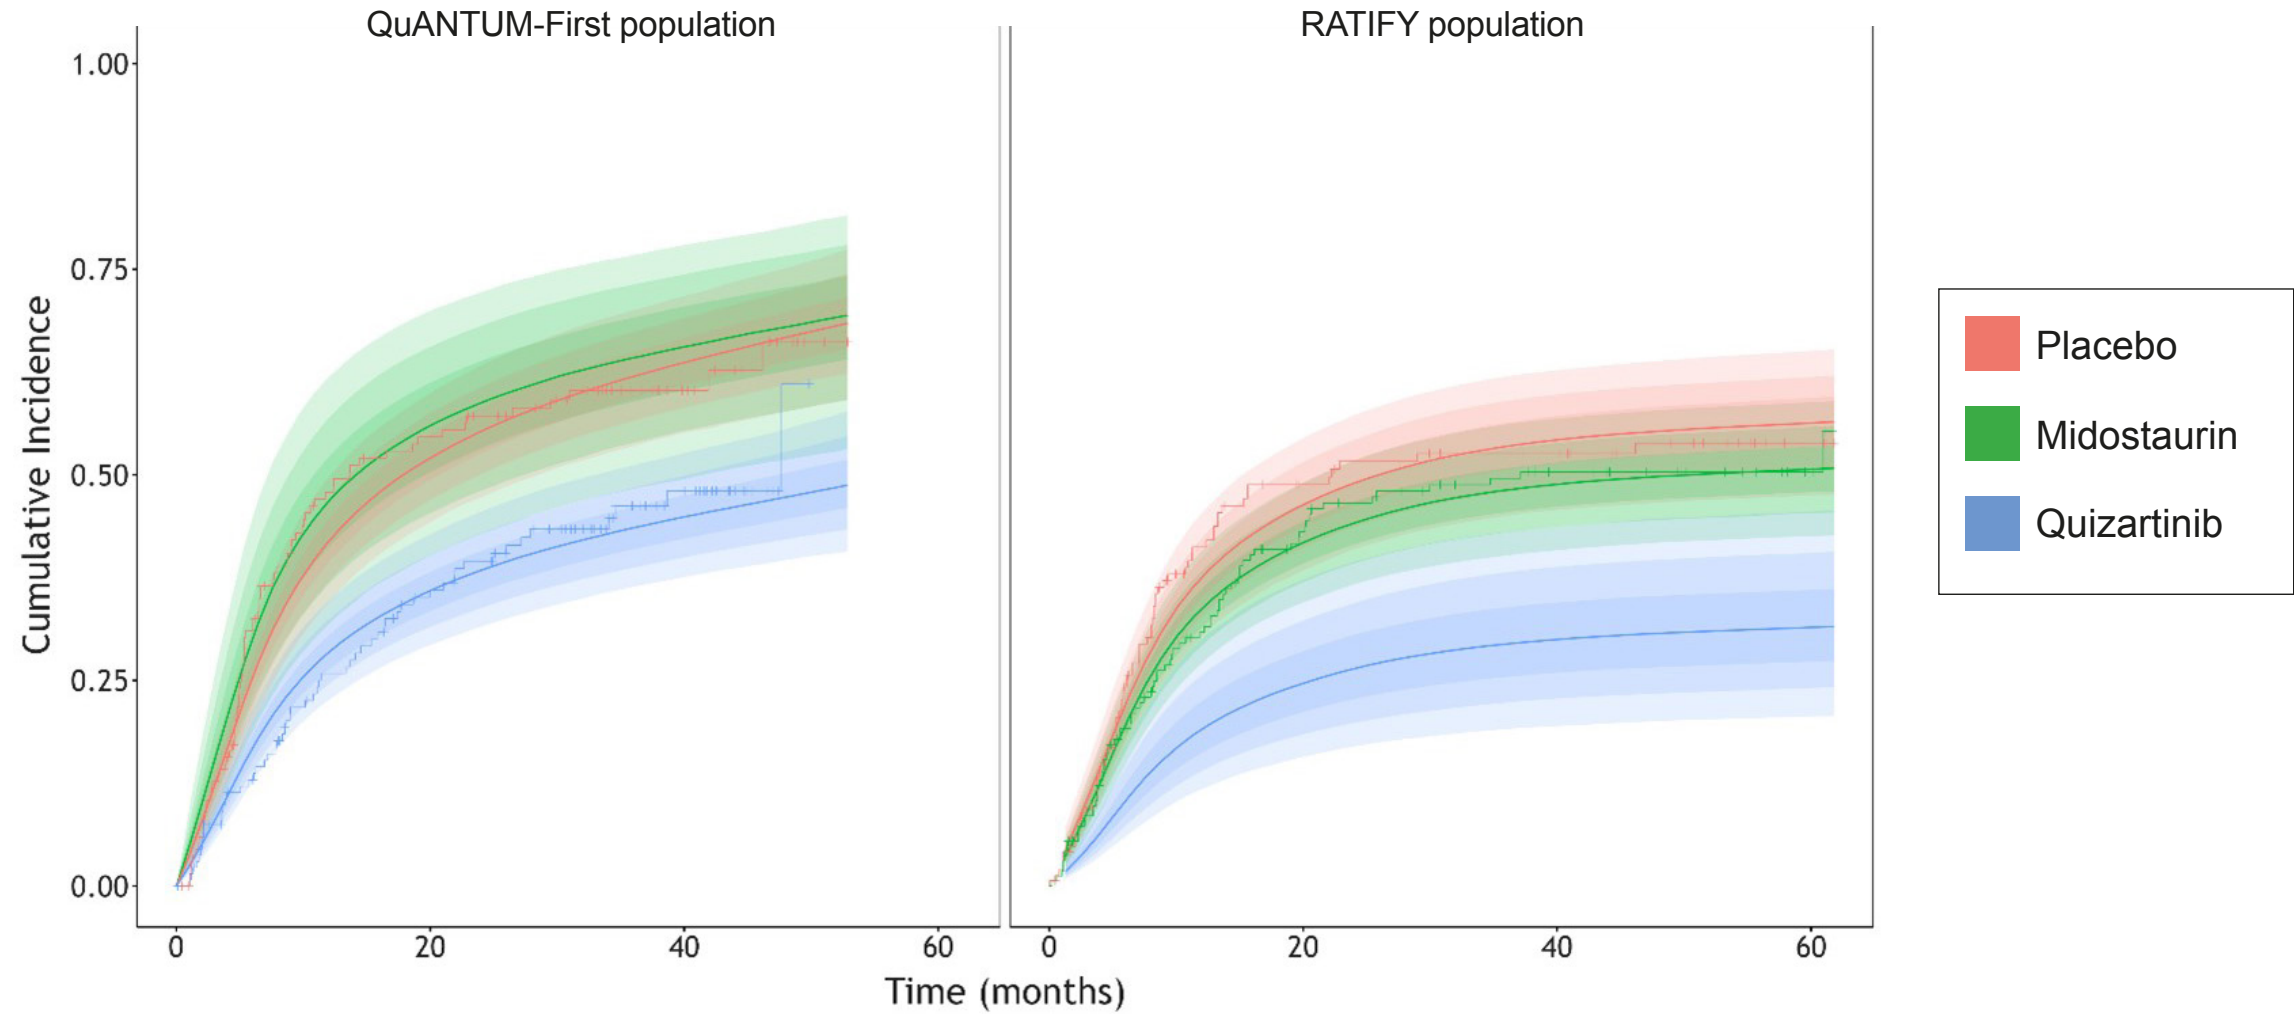 QuANTUM-First population
RATIFY population
1.00
0.75
0.50
0.25
0.00
Cumulative Incidence
0 20 40 60
0 20 40 60
Time (months)
Placebo
Midostaurin
Quizartinib